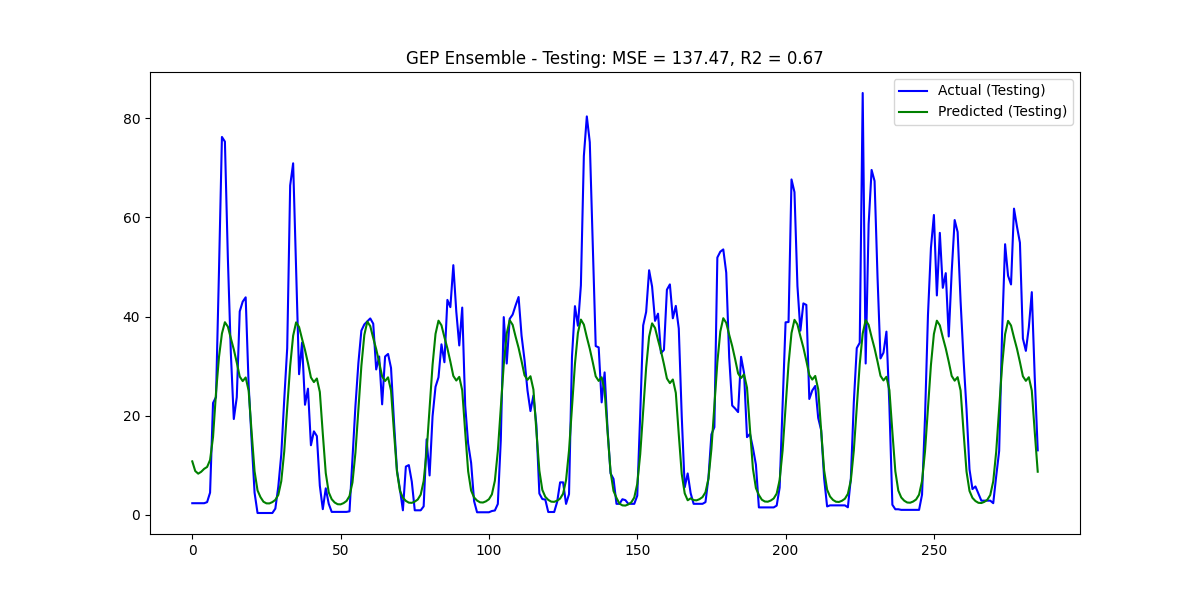 GEP Ensemble - Testing: MSE = 137.47, R2 = 0.67
Actual (Testing)
Predicted (Testing)
80
60
40
20
0
0 50 100 150 200 250